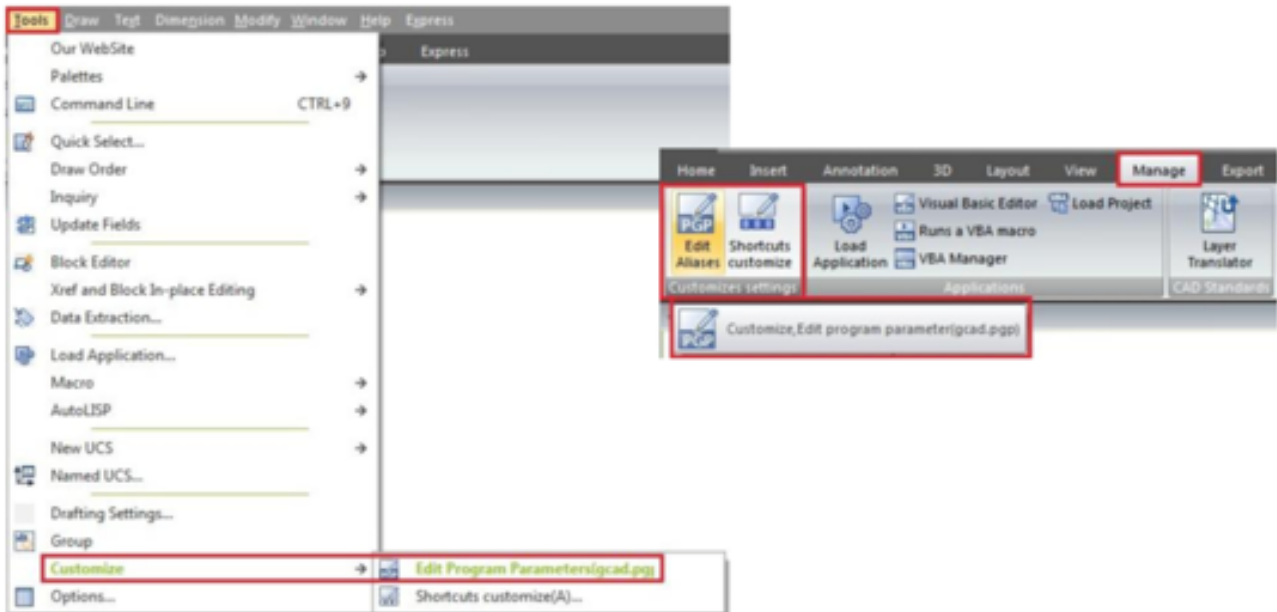 Tools Draw Text Dimension Modify Window Help Express
Our WebSite
Express
Palettes
Command Line CTRL+9
Quick Select...
Draw Order
Inquiry
Update Fields
Block Editor
Xref and Block In-place Editing
Data Extraction...
Load Application...
Macro
AutoLISP
New UCS
Named UCS...
Drafting Settings...
Group
Customize
Edit Program Parameters(gcad.pg
Options...
Shortcuts customize(A)...
Home Insert Annotation 3D Layout View Manage Export
PGP
Edit Aliases
Shortcuts customize
Load Application
Visual Basic Editor
Load Project
Runs a VBA macro
VBA Manager
Layer Translator
Customizes settings
Applications
CAD Standards
PGP
Customize,Edit program parameter(gcad.pgp)